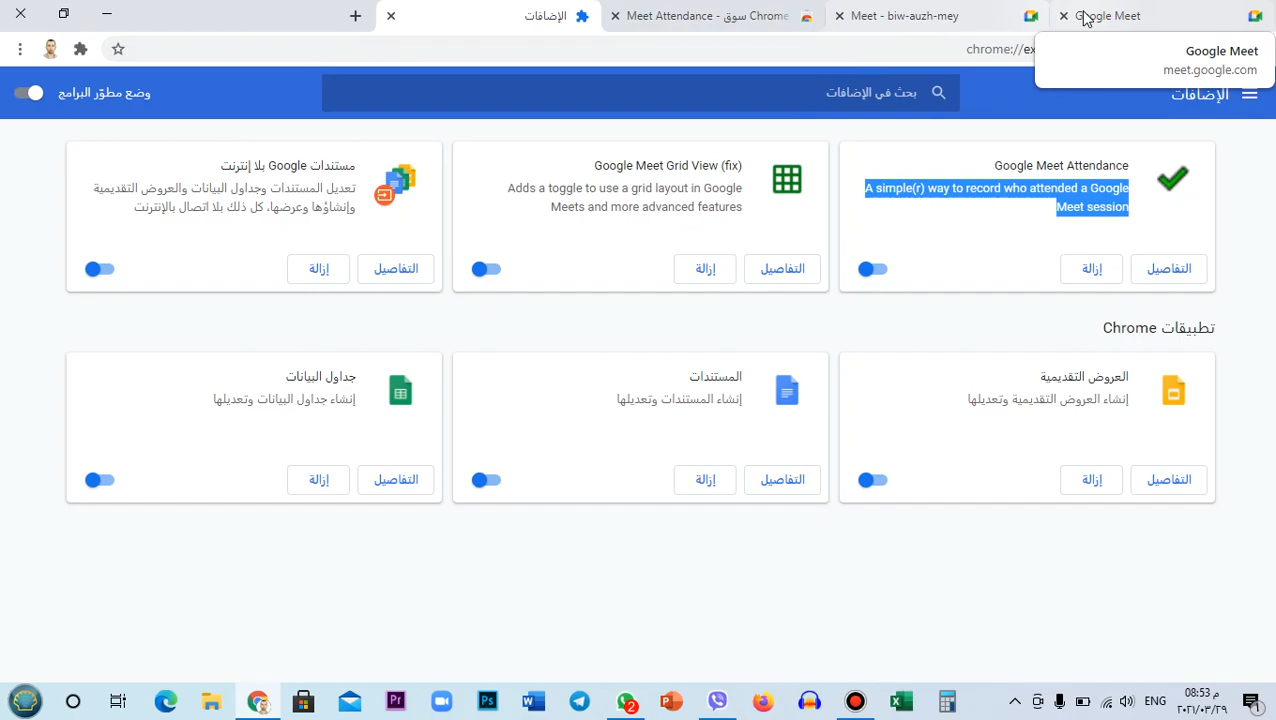 Google Meet
Meet - biw-auzh-mey
Meet Attendance - سوق Chrome
الإضافات
chrome://ex
Google Meet
meet.google.com
الإضافات
بحث في الإضافات
وضع مطوّر البرامج
Google Meet Attendance
A simple(r) way to record who attended a Google
Meet session
التفاصيل
إزالة
Google Meet Grid View (fix)
Adds a toggle to use a grid layout in Google
Meets and more advanced features
التفاصيل
إزالة
مستندات Google بلا إنترنت
تعديل المستندات وجداول البيانات والعروض التقديمية
وإنشاؤها وعرضها، كل ذلك بلا اتصال بالإنترنت
التفاصيل
إزالة
تطبيقات Chrome
العروض التقديمية
إنشاء العروض التقديمية وتعديلها
التفاصيل
إزالة
المستندات
إنشاء المستندات وتعديلها
التفاصيل
إزالة
جداول البيانات
إنشاء جداول البيانات وتعديلها
التفاصيل
إزالة
2
ENG
08:53 م
٢٠٢١/٠٣/٢٩
1